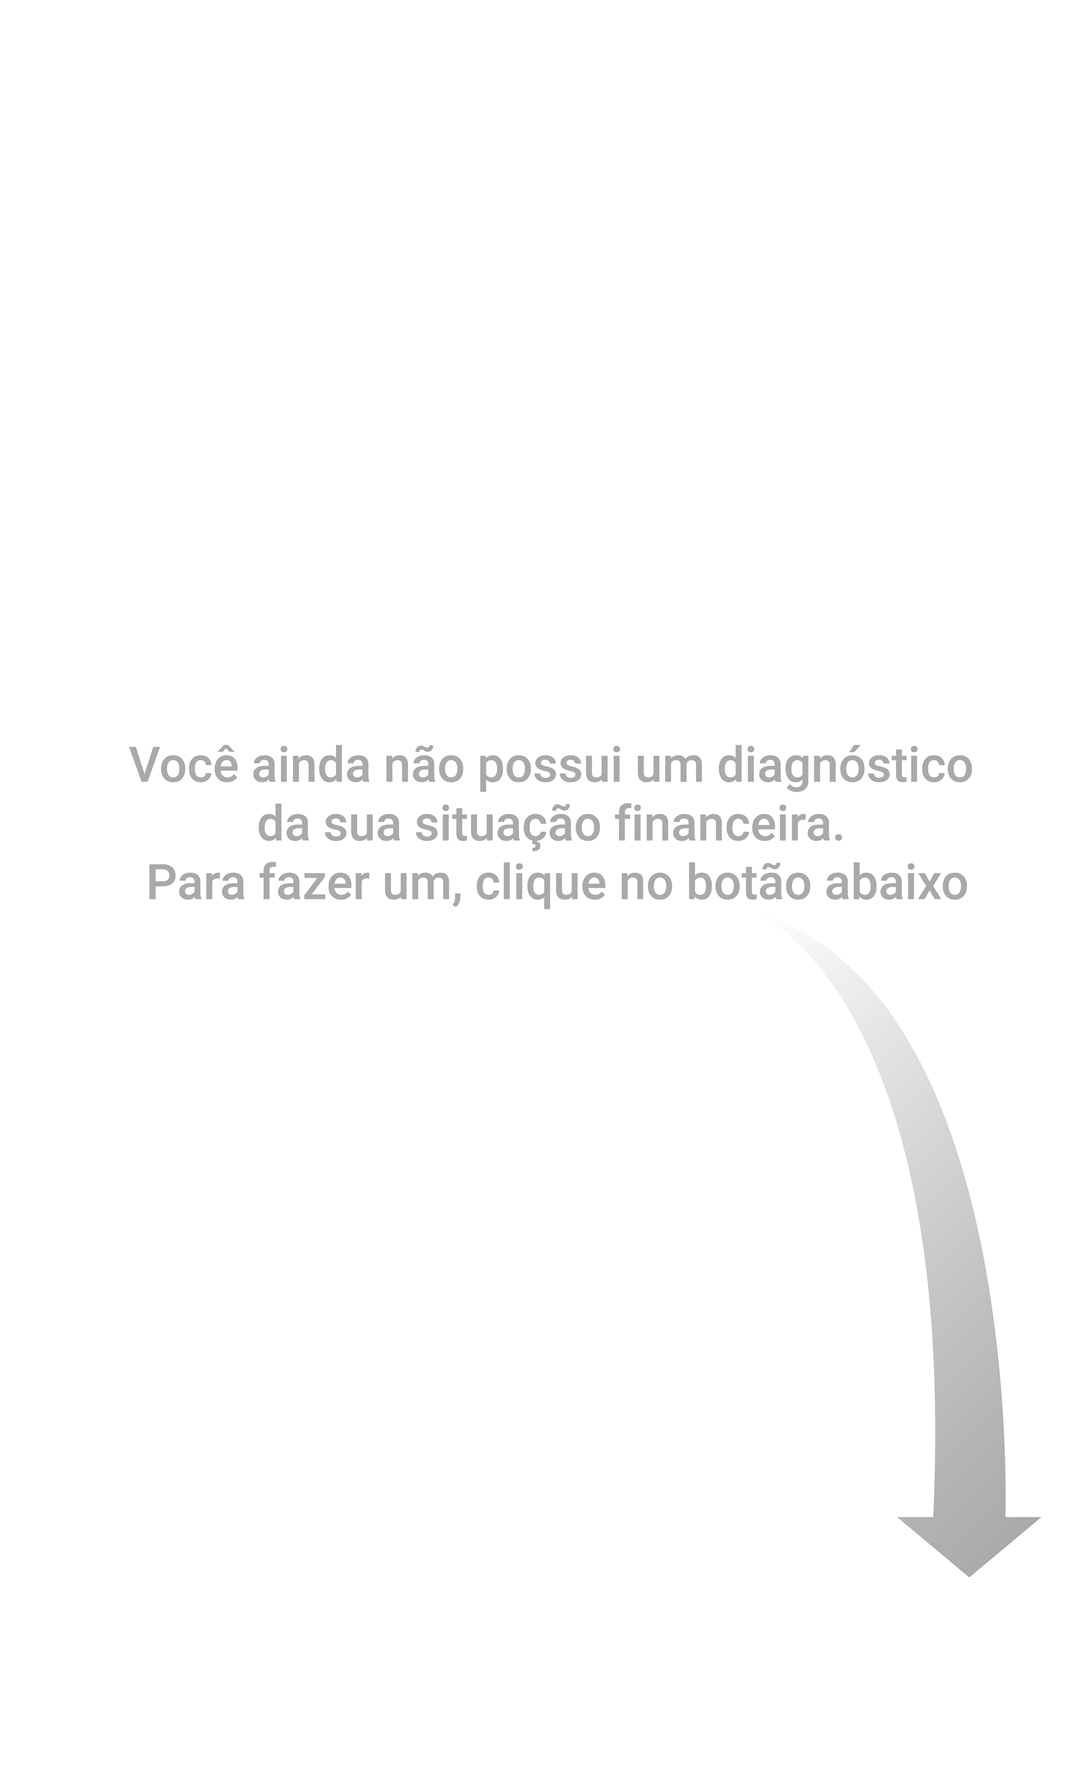 Você ainda não possui um diagnóstico
da sua situação financeira.
Para fazer um, clique no botão abaixo